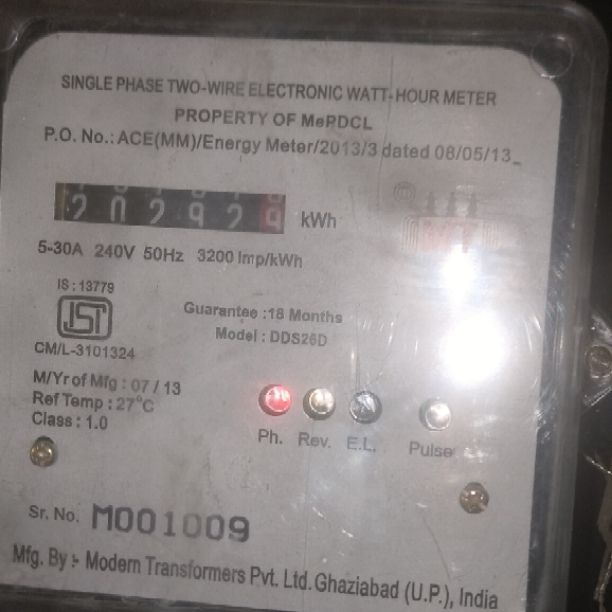 SINGLE PHASE TWO-WIRE ELECTRONIC WATT-HOUR METER
PROPERTY OF MePDCL
P.O. No.: ACE(MM)/Energy Meter/2013/3 dated 08/05/13
202929 kWh
5-30A 240V 50Hz 3200 Imp/kWh
IS : 13779
ISI
CM/L-3101324
Guarantee :18 Months
Model : DDS26D
M/Yr of Mfg : 07 / 13
Ref Temp : 27°C
Class : 1.0
Ph. Rev. E.L. Pulse
Sr. No. M001009
Mfg. By :- Modern Transformers Pvt. Ltd. Ghaziabad (U.P.), India